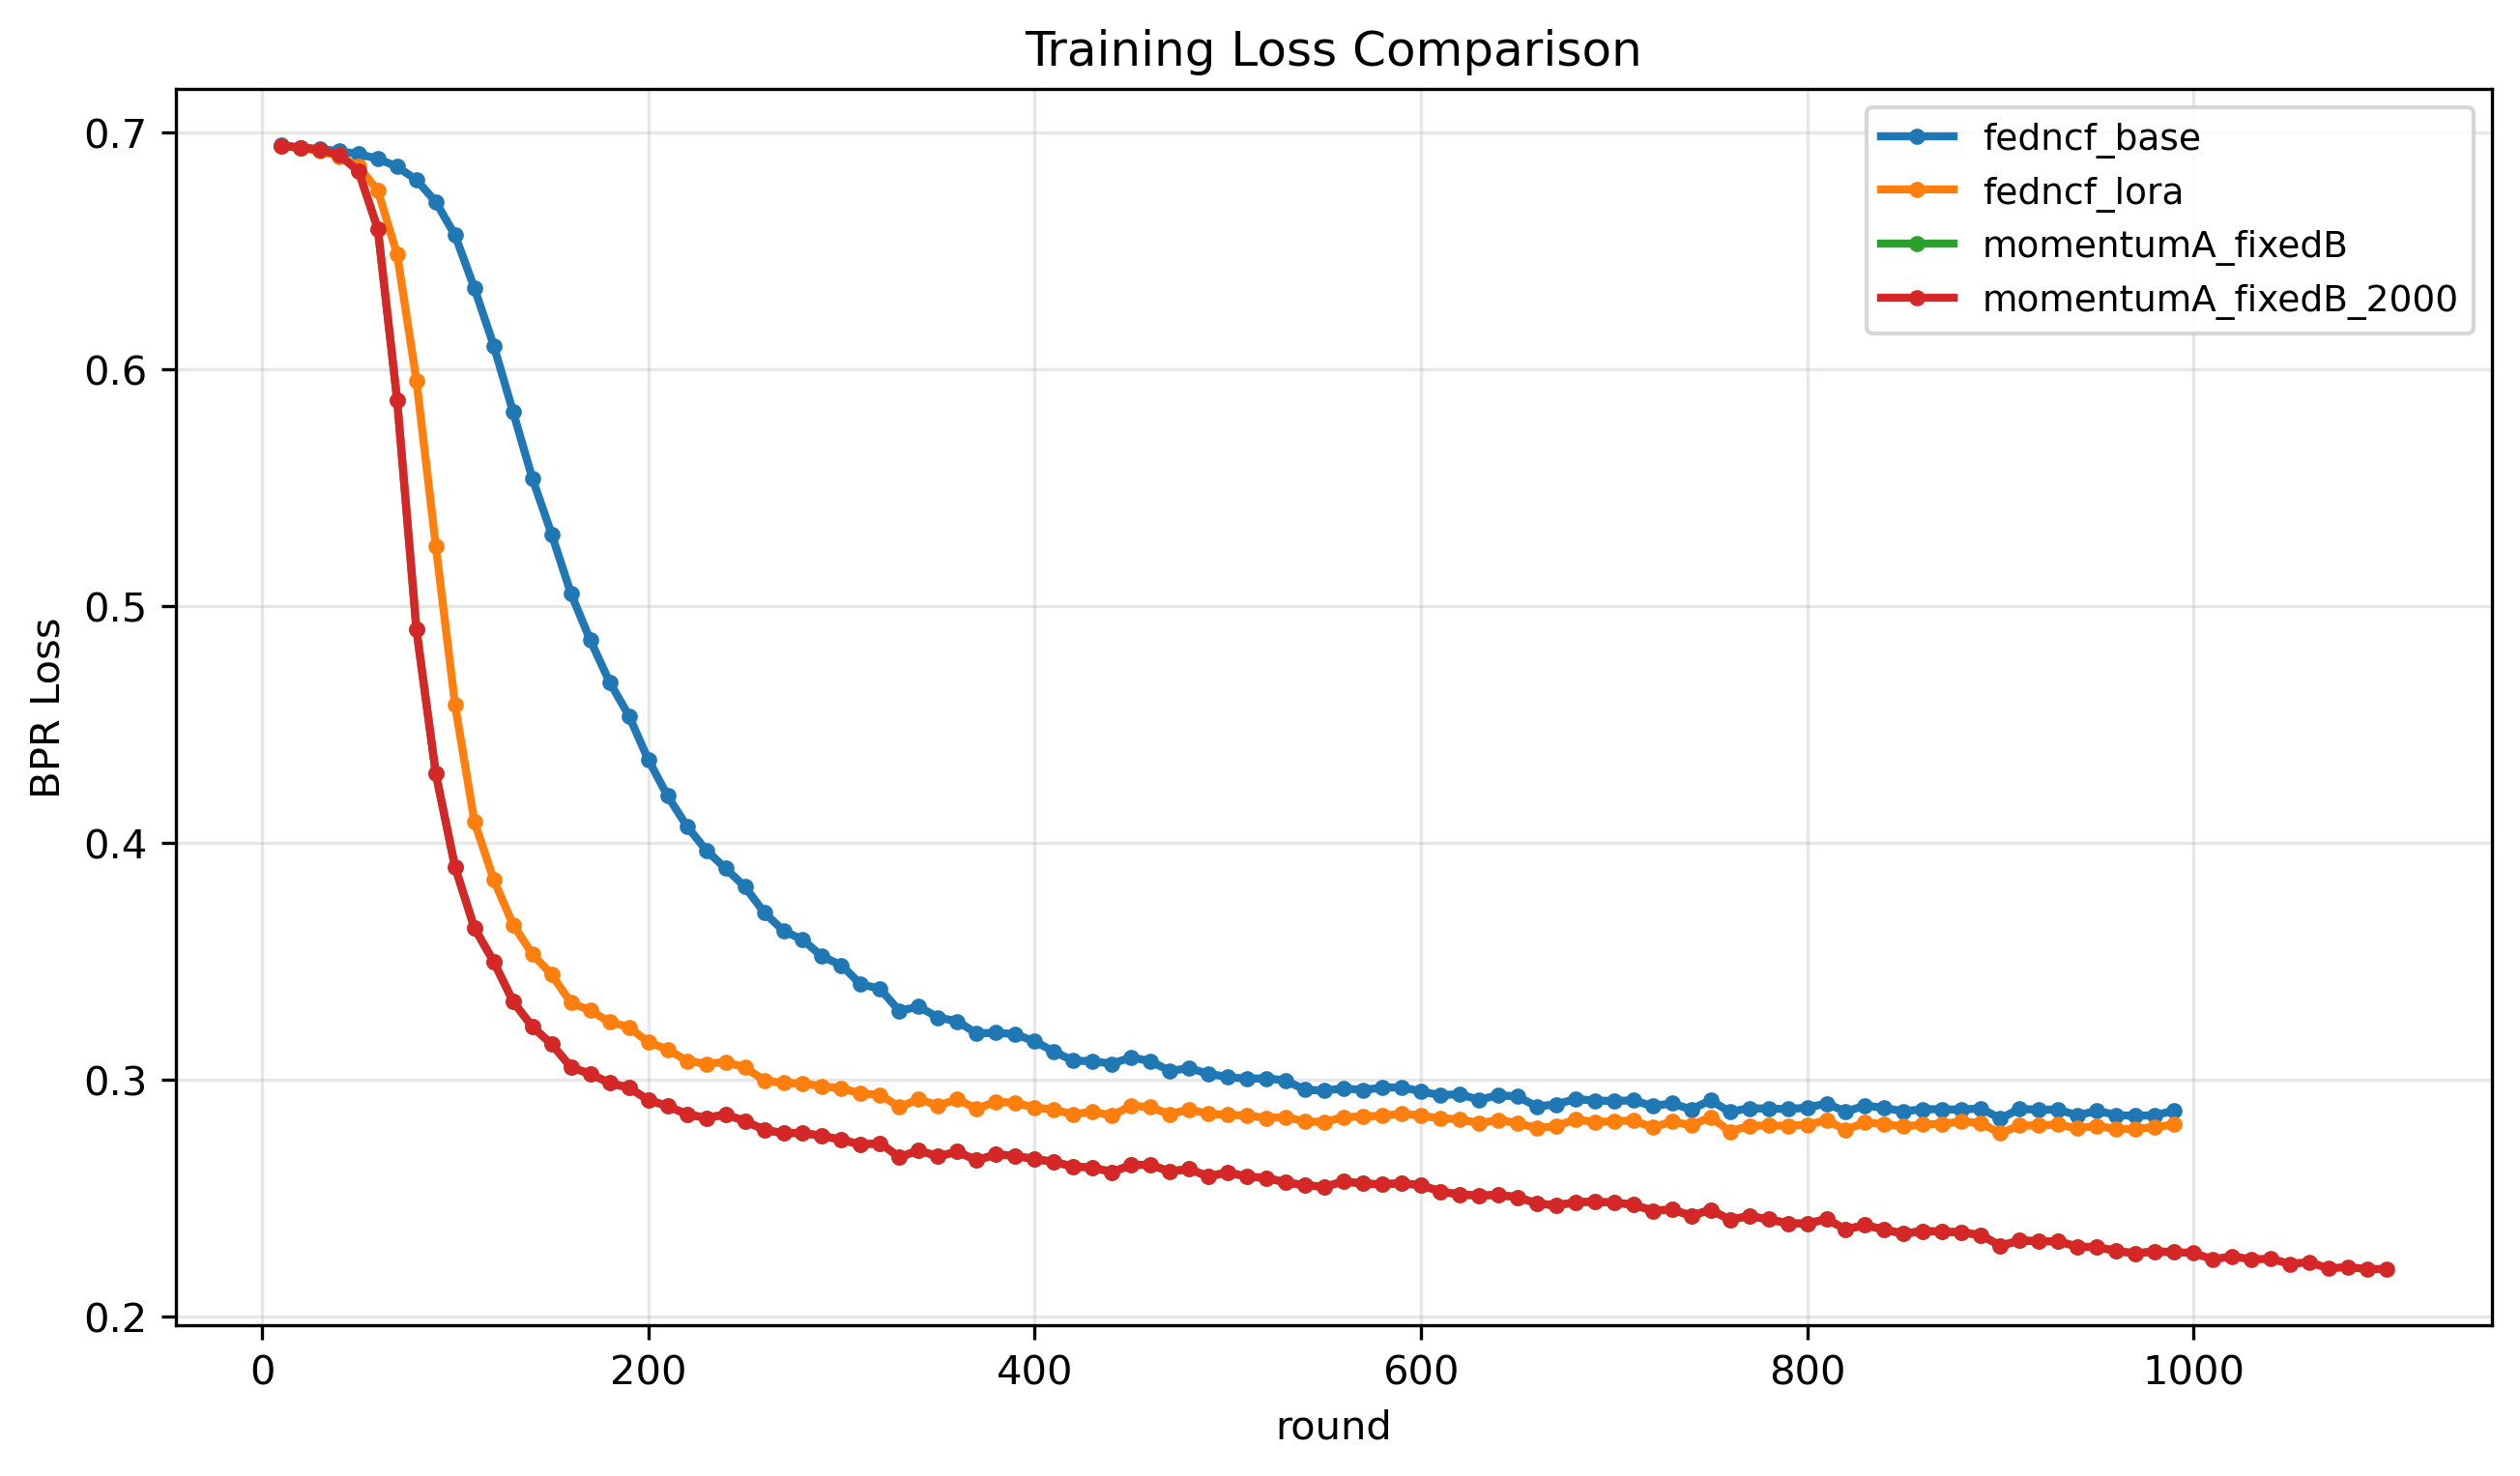 Training Loss Comparison
fedncf_base
fedncf_lora
momentumA_fixedB
momentumA_fixedB_2000
BPR Loss
0.7
0.6
0.5
0.4
0.3
0.2
0 200 400 600 800 1000
round